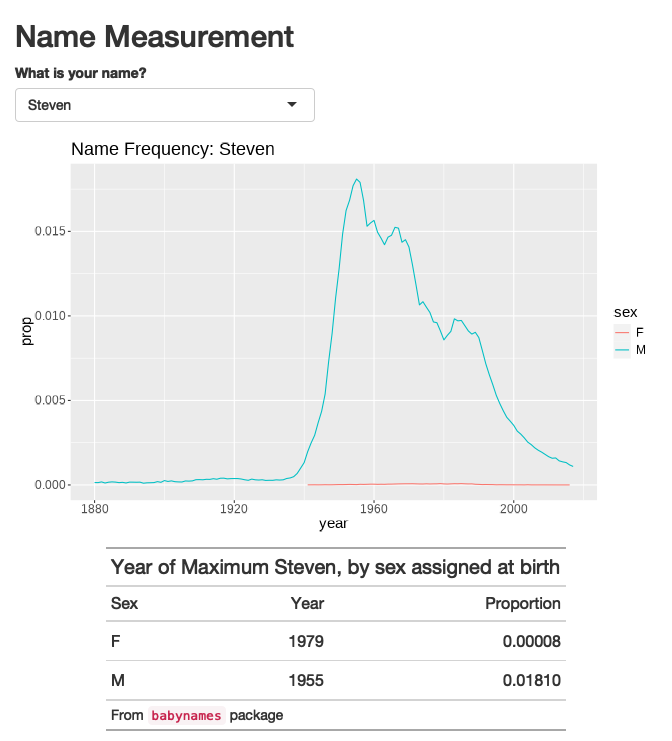 Name Measurement
What is your name?
Steven
Name Frequency: Steven
0.015
0.010
0.005
0.000
prop
1880 1920 1960 2000
year
sex
F
M
Year of Maximum Steven, by sex assigned at birth
Sex Year Proportion
F 1979 0.00008
M 1955 0.01810
From babynames package